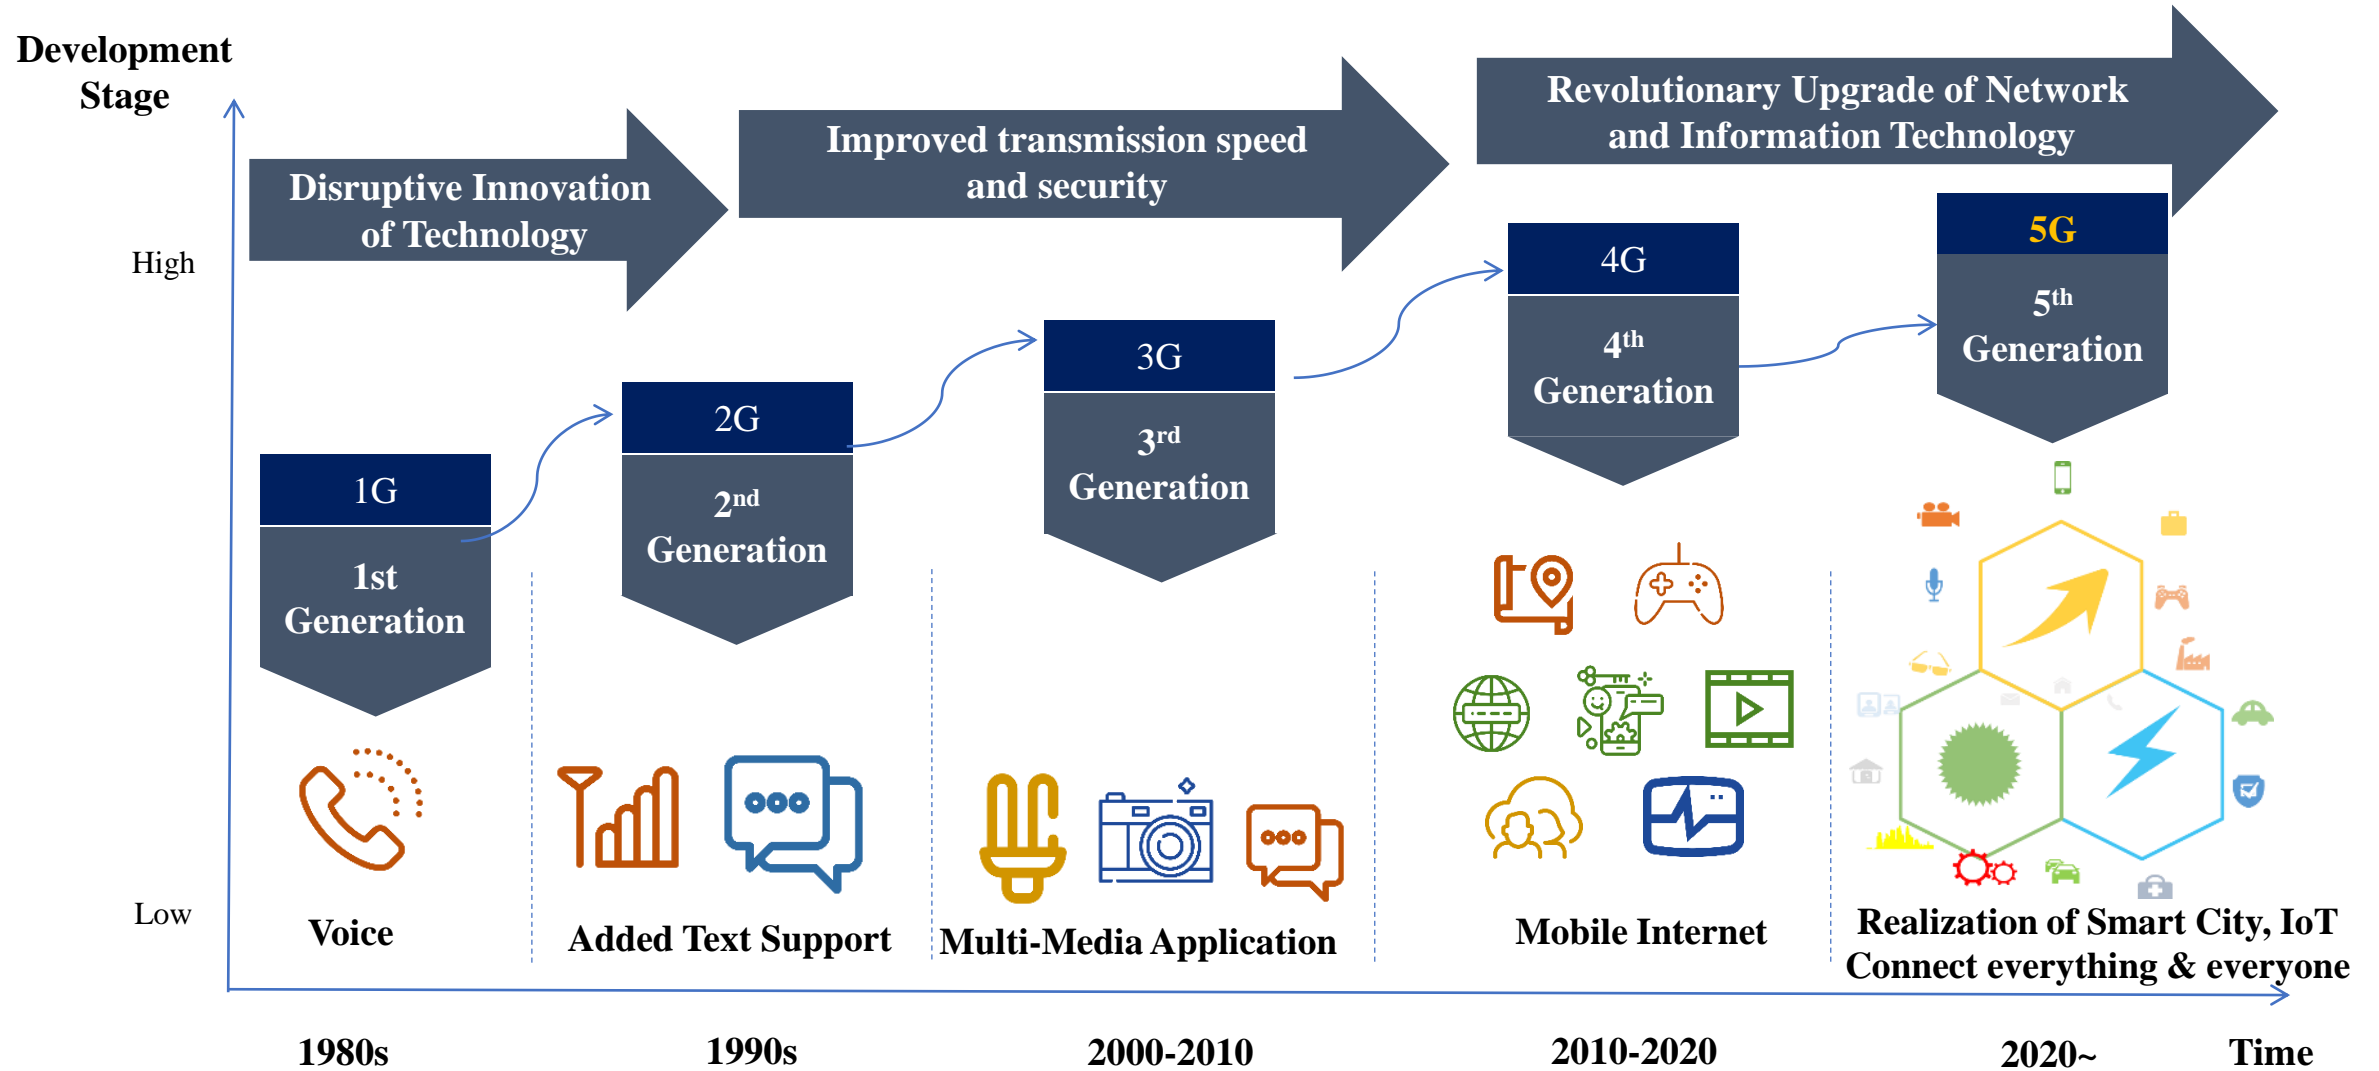 Development
Stage
Disruptive Innovation
of Technology
Improved transmission speed
and security
Revolutionary Upgrade of Network
and Information Technology
High
1G
1st
Generation
2G
2nd
Generation
3G
3rd
Generation
4G
4th
Generation
5G
5th
Generation
Low
Voice
Added Text Support
Multi-Media Application
Mobile Internet
Realization of Smart City, IoT
Connect everything & everyone
1980s
1990s
2000-2010
2010-2020
2020~
Time